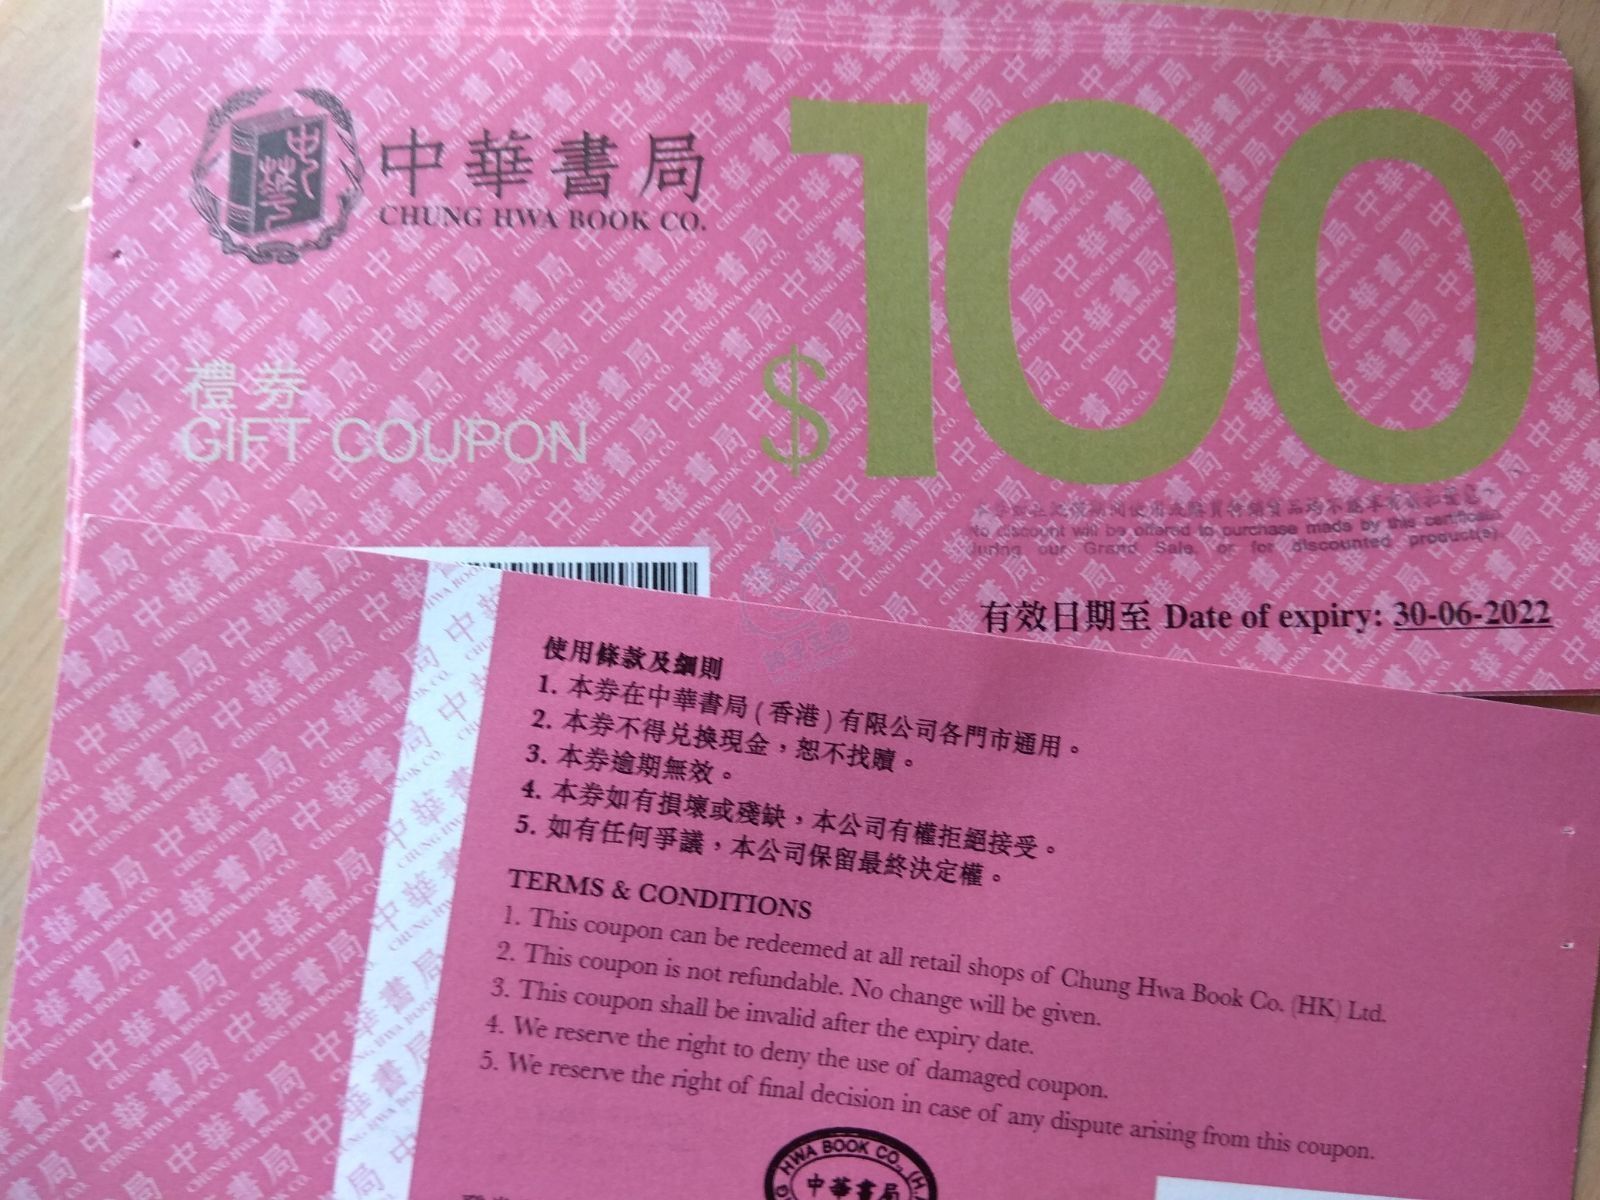 中華書局
CHUNG HWA BOOK CO.
$100
禮券
GIFT COUPON
No discount will be offered to purchase made by this certificate
during our Grand Sale, or for discounted product(s).
有效日期至 Date of expiry: 30-06-2022
使用條款及細則
1. 本券在中華書局(香港)有限公司各門市通用。
2. 本券不得兌換現金，恕不找贖。
3. 本券逾期無效。
4. 本券如有損壞或殘缺，本公司有權拒絕接受。
5. 如有任何爭議，本公司保留最終決定權。
TERMS & CONDITIONS
1. This coupon can be redeemed at all retail shops of Chung Hwa Book Co. (HK) Ltd.
2. This coupon is not refundable. No change will be given.
3. This coupon shall be invalid after the expiry date.
4. We reserve the right to deny the use of damaged coupon.
5. We reserve the right of final decision in case of any dispute arising from this coupon.
HWA BOOK CO.,
中華書局